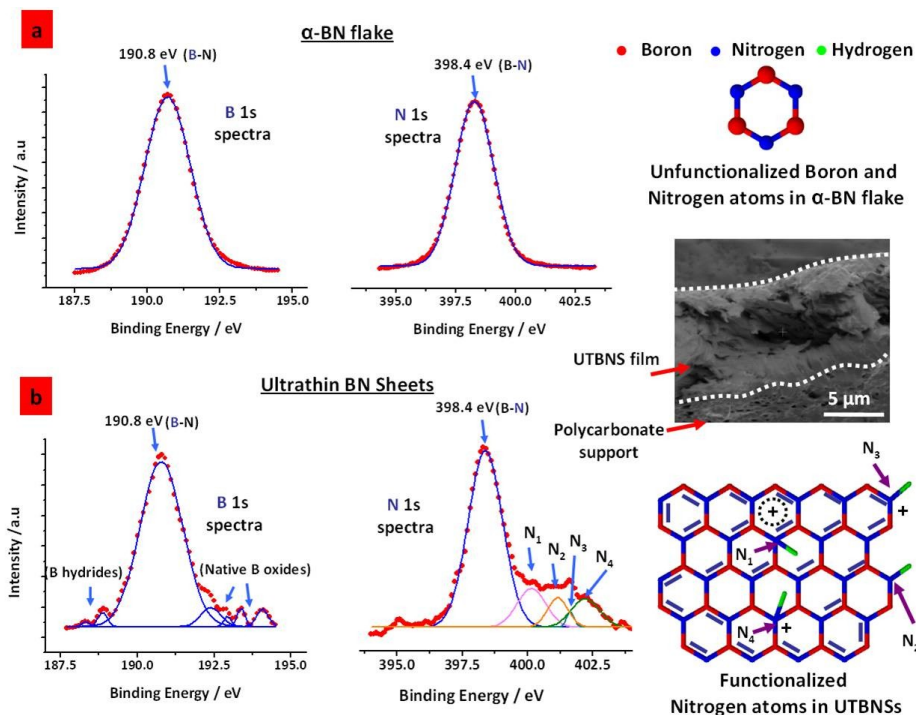 a
α-BN flake
190.8 eV (B-N)
B 1s
spectra
Intensity / a.u
187.5 190.0 192.5 195.0
Binding Energy / eV
398.4 eV (B-N)
N 1s
spectra
395.0 397.5 400.0 402.5
Binding Energy / eV
Boron Nitrogen Hydrogen
Unfunctionalized Boron and
Nitrogen atoms in α-BN flake
UTBNS film
5 µm
Polycarbonate
support
b
Ultrathin BN Sheets
190.8 eV (B-N)
B 1s
spectra
(B hydrides)
(Native B oxides)
Intensity / a.u
187.5 190.0 192.5 195.0
Binding Energy / eV
398.4 eV (B-N)
N 1s
spectra
N1
N2
N3
N4
395.0 397.5 400.0 402.5
Binding Energy / eV
N3
+
+
N1
N4
+
N2
Functionalized
Nitrogen atoms in UTBNSs